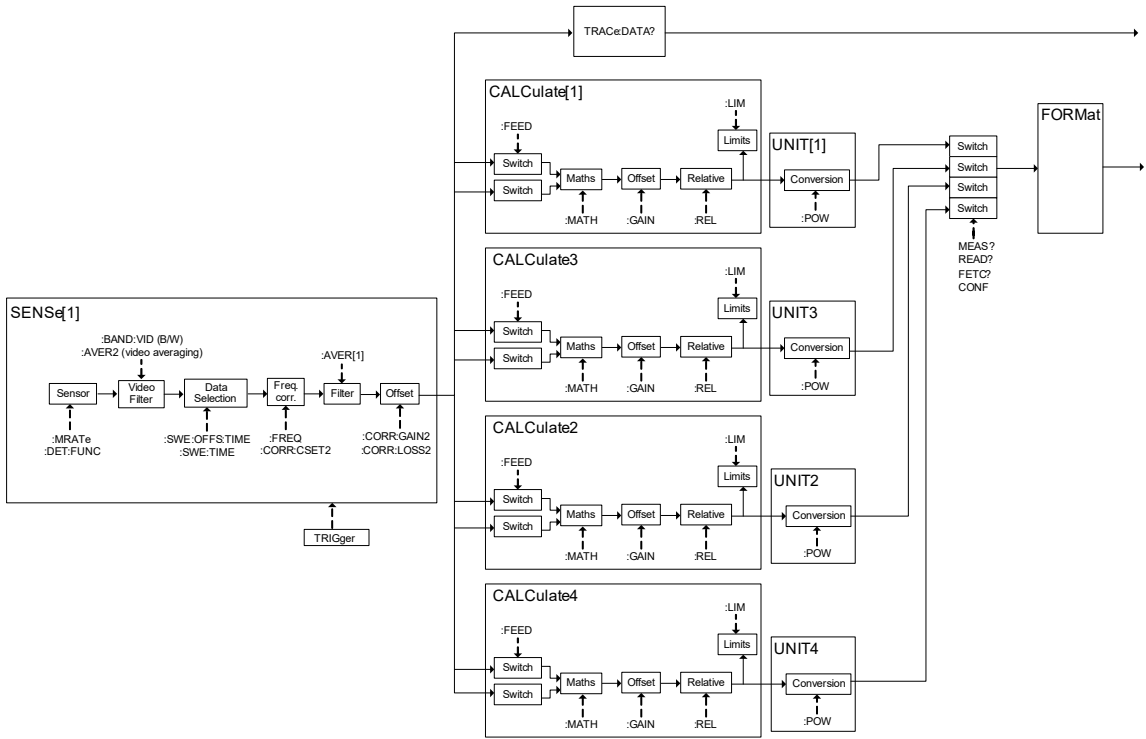 TRACe:DATA?
CALCulate[1]
:FEED
:LIM
Limits
Switch
Switch
Maths
Offset
Relative
:MATH
:GAIN
:REL
UNIT[1]
Conversion
:POW
Switch
Switch
Switch
Switch
MEAS?
READ?
FETC?
CONF
FORMat
CALCulate3
:FEED
:LIM
Limits
Switch
Switch
Maths
Offset
Relative
:MATH
:GAIN
:REL
UNIT3
Conversion
:POW
SENSe[1]
:BAND:VID (B/W)
:AVER2 (video averaging)
:AVER[1]
Sensor
Video
Filter
Data
Selection
Freq.
corr.
Filter
Offset
:MRATe
:DET:FUNC
:SWE:OFFS:TIME
:SWE:TIME
:FREQ
:CORR:CSET2
:CORR:GAIN2
:CORR:LOSS2
TRIGger
CALCulate2
:FEED
:LIM
Limits
Switch
Switch
Maths
Offset
Relative
:MATH
:GAIN
:REL
UNIT2
Conversion
:POW
CALCulate4
:FEED
:LIM
Limits
Switch
Switch
Maths
Offset
Relative
:MATH
:GAIN
:REL
UNIT4
Conversion
:POW